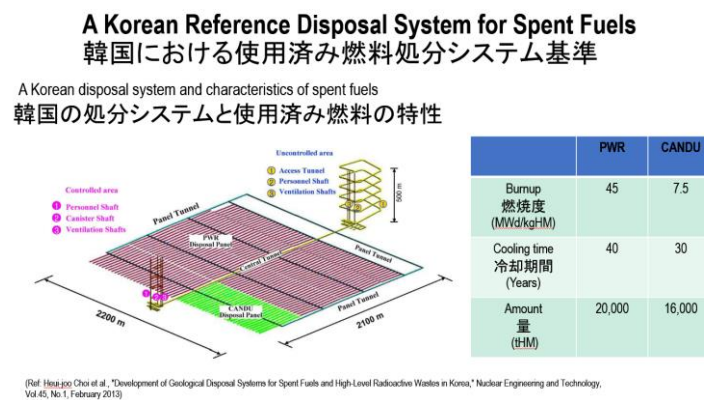 A Korean Reference Disposal System for Spent Fuels
韓国における使用済み燃料処分システム基準
A Korean disposal system and characteristics of spent fuels
韓国の処分システムと使用済み燃料の特性
Uncontrolled area
① Access Tunnel
② Personnel Shaft
③ Ventilation Shafts
Controlled area
① Personnel Shaft
② Canister Shaft
③ Ventilation Shafts
500 m
Panel Tunnel
PWR
Disposal Panel
Central Tunnel
Panel Tunnel
CANDU
Disposal Panel
Panel Tunnel
2200 m
2100 m
PWR CANDU
Burnup 45 7.5
燃焼度
(MWd/kgHM)
Cooling time 40 30
冷却期間
(Years)
Amount 20,000 16,000
量
(tHM)
(Ref: Heui-joo Choi et al., "Development of Geological Disposal Systems for Spent Fuels and High-Level Radioactive Wastes in Korea," Nuclear Engineering and Technology,
Vol.45, No.1, February 2013)